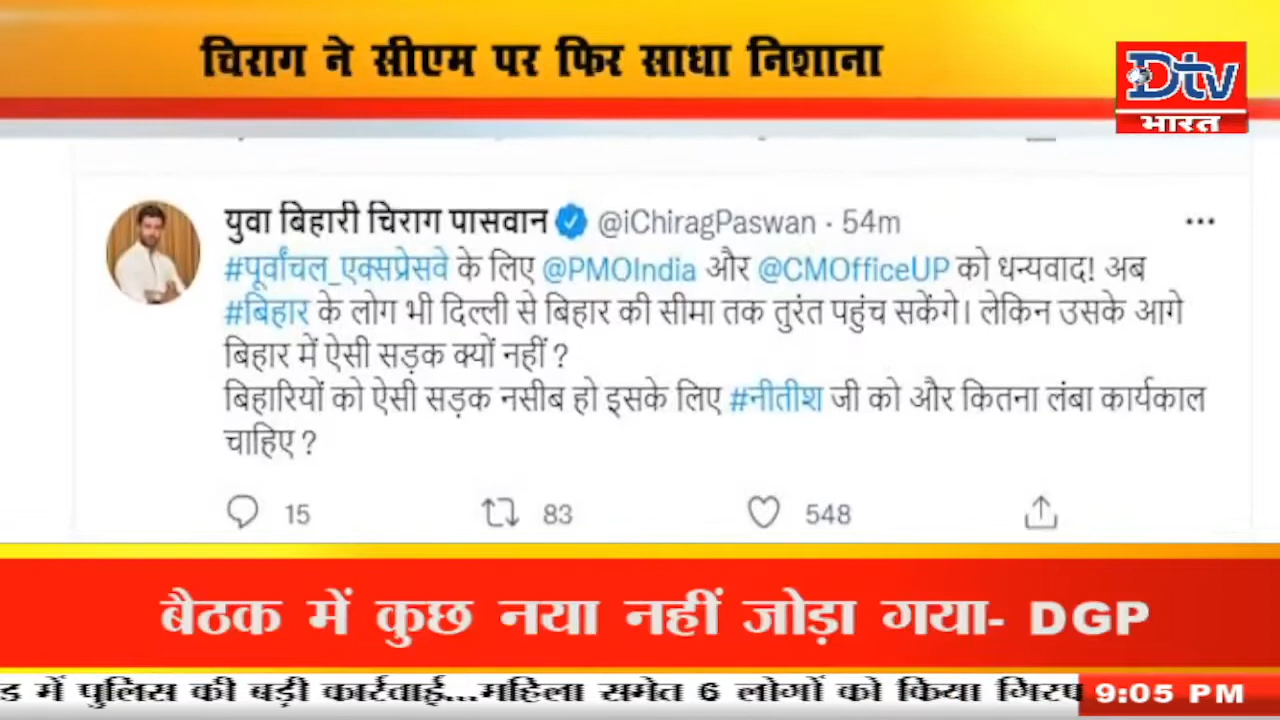 चिराग ने सीएम पर फिर साधा निशाना
Dtv
भारत
युवा बिहारी चिराग पासवान @iChiragPaswan · 54m
#पूर्वांचल_एक्सप्रेसवे के लिए @PMOIndia और @CMOfficeUP को धन्यवाद! अब
#बिहार के लोग भी दिल्ली से बिहार की सीमा तक तुरंत पहुंच सकेंगे। लेकिन उसके आगे
बिहार में ऐसी सड़क क्यों नहीं ?
बिहारियों को ऐसी सड़क नसीब हो इसके लिए #नीतीश जी को और कितना लंबा कार्यकाल
चाहिए ?
15 83 548
बैठक में कुछ नया नहीं जोड़ा गया- DGP
में पुलिस की बड़ी कार्रवाई...महिला समेत 6 लोगों को किया 9:05 PM